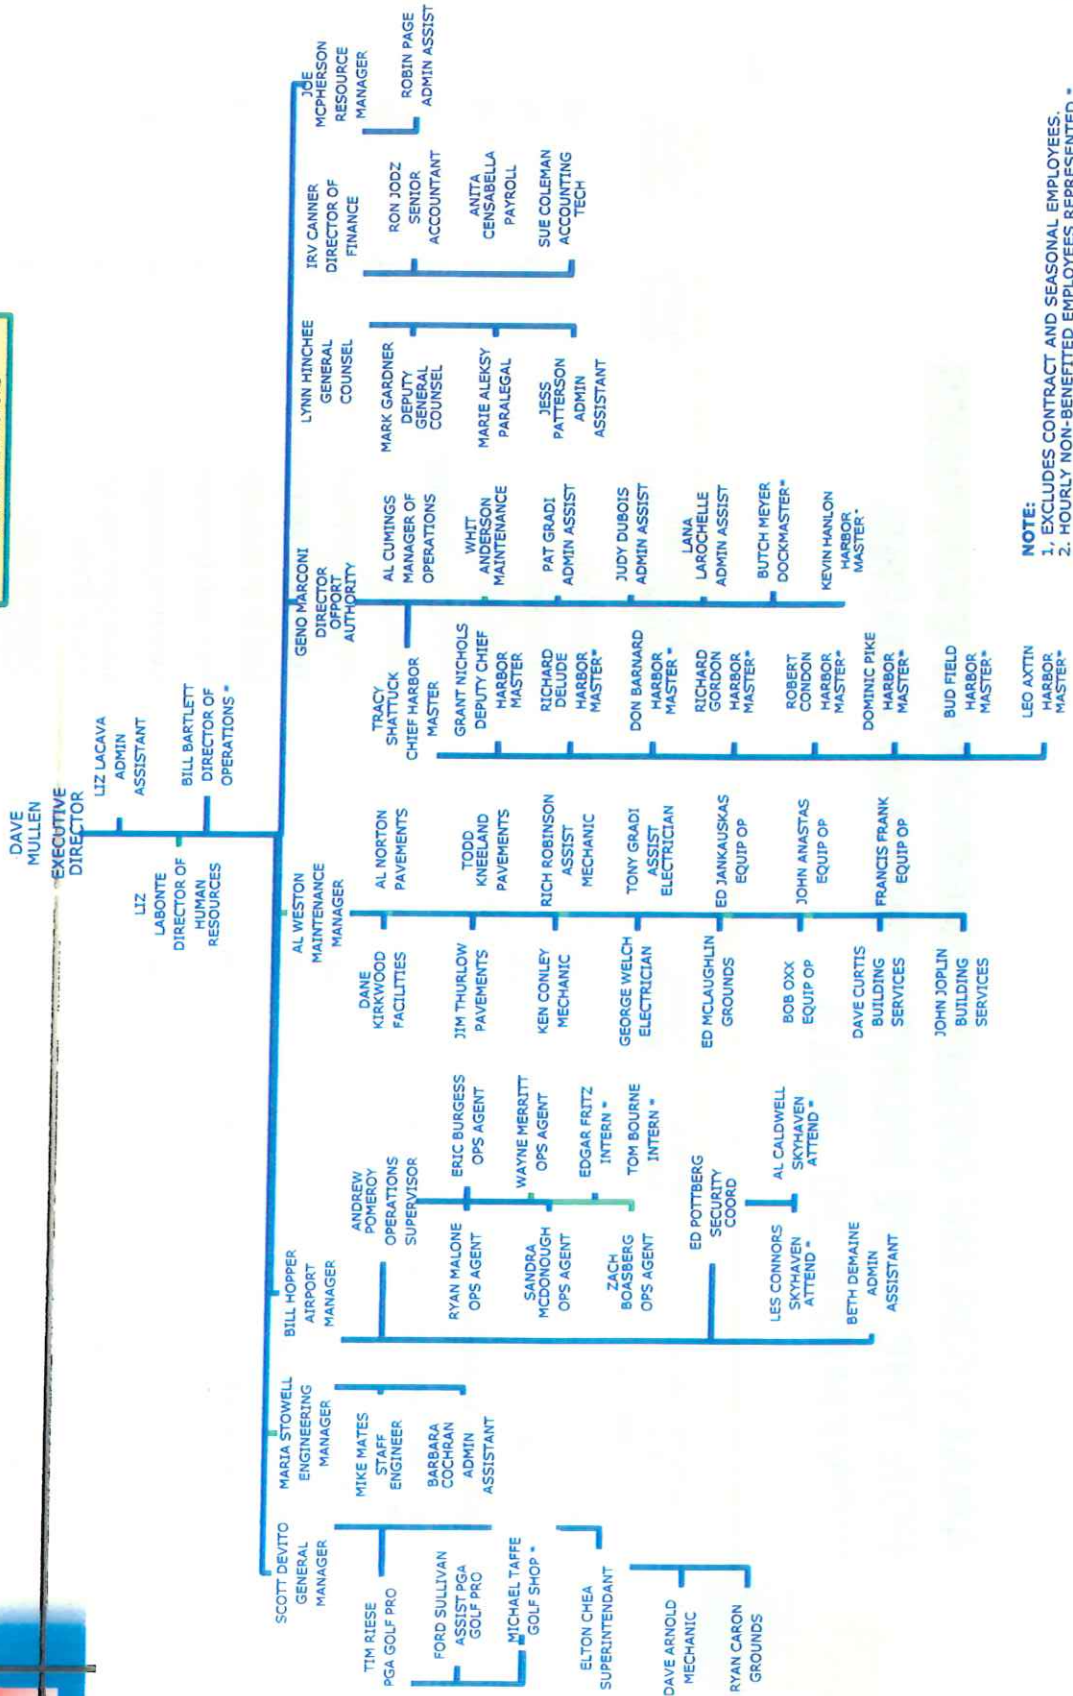 DAVE
MULLEN
EXECUTIVE
DIRECTOR
LIZ LACAVA
ADMIN
ASSISTANT
LIZ
LABONTE
DIRECTOR OF
HUMAN
RESOURCES
BILL BARTLETT
DIRECTOR OF
OPERATIONS *
SCOTT DEVITO
GENERAL
MANAGER
TIM RIESE
PGA GOLF PRO
FORD SULLIVAN
ASSIST PGA
GOLF PRO
MICHAEL TAFFE
GOLF SHOP *
ELTON CHEA
SUPERINTENDANT
DAVE ARNOLD
MECHANIC
RYAN CARON
GROUNDS
MARIA STOWELL
ENGINEERING
MANAGER
MIKE MATES
STAFF
ENGINEER
BARBARA
COCHRAN
ADMIN
ASSISTANT
BILL HOPPER
AIRPORT
MANAGER
ANDREW
POMEROY
OPERATIONS
SUPERVISOR
RYAN MALONE
OPS AGENT
ERIC BURGESS
OPS AGENT
SANDRA
MCDONOUGH
OPS AGENT
WAYNE MERRITT
OPS AGENT
ZACH
BOASBERG
OPS AGENT
EDGAR FRITZ
INTERN *
TOM BOURNE
INTERN *
ED POTTBERG
SECURITY
COORD
LES CONNORS
SKYHAVEN
ATTEND *
AL CALDWELL
SKYHAVEN
ATTEND *
BETH DEMAINE
ADMIN
ASSISTANT
AL WESTON
MAINTENANCE
MANAGER
DANE
KIRKWOOD
FACILITIES
AL NORTON
PAVEMENTS
JIM THURLOW
PAVEMENTS
TODD
KNEELAND
PAVEMENTS
KEN CONLEY
MECHANIC
RICH ROBINSON
ASSIST
MECHANIC
GEORGE WELCH
ELECTRICIAN
TONY GRADI
ASSIST
ELECTRICIAN
ED MCLAUGHLIN
GROUNDS
ED JANKAUSKAS
EQUIP OP
BOB OXX
EQUIP OP
JOHN ANASTAS
EQUIP OP
DAVE CURTIS
BUILDING
SERVICES
FRANCIS FRANK
EQUIP OP
JOHN JOPLIN
BUILDING
SERVICES
GENO MARCONI
DIRECTOR
OFPORT
AUTHORITY
TRACY
SHATTUCK
CHIEF HARBOR
MASTER
GRANT NICHOLS
DEPUTY CHIEF
HARBOR
MASTER
RICHARD
DELUDE
HARBOR
MASTER*
DON BARNARD
HARBOR
MASTER *
RICHARD
GORDON
HARBOR
MASTER*
ROBERT
CONDON
HARBOR
MASTER*
DOMINIC PIKE
HARBOR
MASTER*
BUD FIELD
HARBOR
MASTER*
LEO AXTIN
HARBOR
MASTER*
AL CUMINGS
MANAGER OF
OPERATIONS
WHIT
ANDERSON
MAINTENANCE
PAT GRADI
ADMIN ASSIST
JUDY DUBOIS
ADMIN ASSIST
LANA
LAROCHELLE
ADMIN ASSIST
BUTCH MEYER
DOCKMASTER*
KEVIN HANLON
HARBOR
MASTER*
LYNN HINCHEE
GENERAL
COUNSEL
MARK GARDNER
DEPUTY
GENERAL
COUNSEL
MARIE ALEKSY
PARALEGAL
JESS
PATTERSON
ADMIN
ASSISTANT
IRV CANNER
DIRECTOR OF
FINANCE
RON JODZ
SENIOR
ACCOUNTANT
ANITA
CENSABELLA
PAYROLL
SUE COLEMAN
ACCOUNTING
TECH
JOE
MCPHERSON
RESOURCE
MANAGER
ROBIN PAGE
ADMIN ASSIST
NOTE:
1. EXCLUDES CONTRACT AND SEASONAL EMPLOYEES.
2. HOURLY NON-BENEFITED EMPLOYEES REPRESENTED *